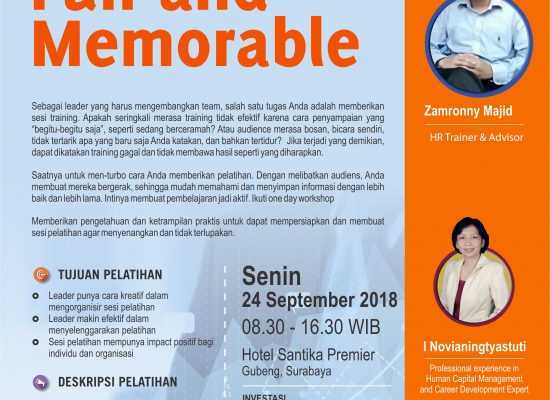 Memorable
Sebagai leader yang harus mengembangkan team, salah satu tugas Anda adalah memberikan
sesi training. Apakah seringkali merasa training tidak efektif karena cara penyampaian yang
“begitu-begitu saja”, seperti sedang berceramah? Atau audience merasa bosan, bicara sendiri,
tidak tertarik apa yang baru saja Anda katakan, dan bahkan tertidur? Jika terjadi yang demikian,
dapat dikatakan training gagal dan tidak membawa hasil seperti yang diharapkan.
Saatnya untuk men-turbo cara Anda memberikan pelatihan. Dengan melibatkan audiens, Anda
membuat mereka bergerak, sehingga mudah memahami dan menyimpan informasi dengan lebih
baik dan lebih lama. Intinya membuat pembelajaran jadi aktif. Ikuti one day workshop
Memberikan pengetahuan dan ketrampilan praktis untuk dapat mempersiapkan dan membuat
sesi pelatihan agar menyenangkan dan tidak terlupakan.
TUJUAN PELATIHAN
Leader punya cara kreatif dalam
mengorganisir sesi pelatihan
Leader makin efektif dalam
menyelenggarakan pelatihan
Sesi pelatihan mempunya impact positif bagi
individu dan organisasi
DESKRIPSI PELATIHAN
Senin
24 September 2018
08.30 - 16.30 WIB
Hotel Santika Premier
Gubeng, Surabaya
INVESTASI
Zamronny Majid
HR Trainer & Advisor
I Novianingtyastuti
Professional experience in
Human Capital Management
and Career Development Expert